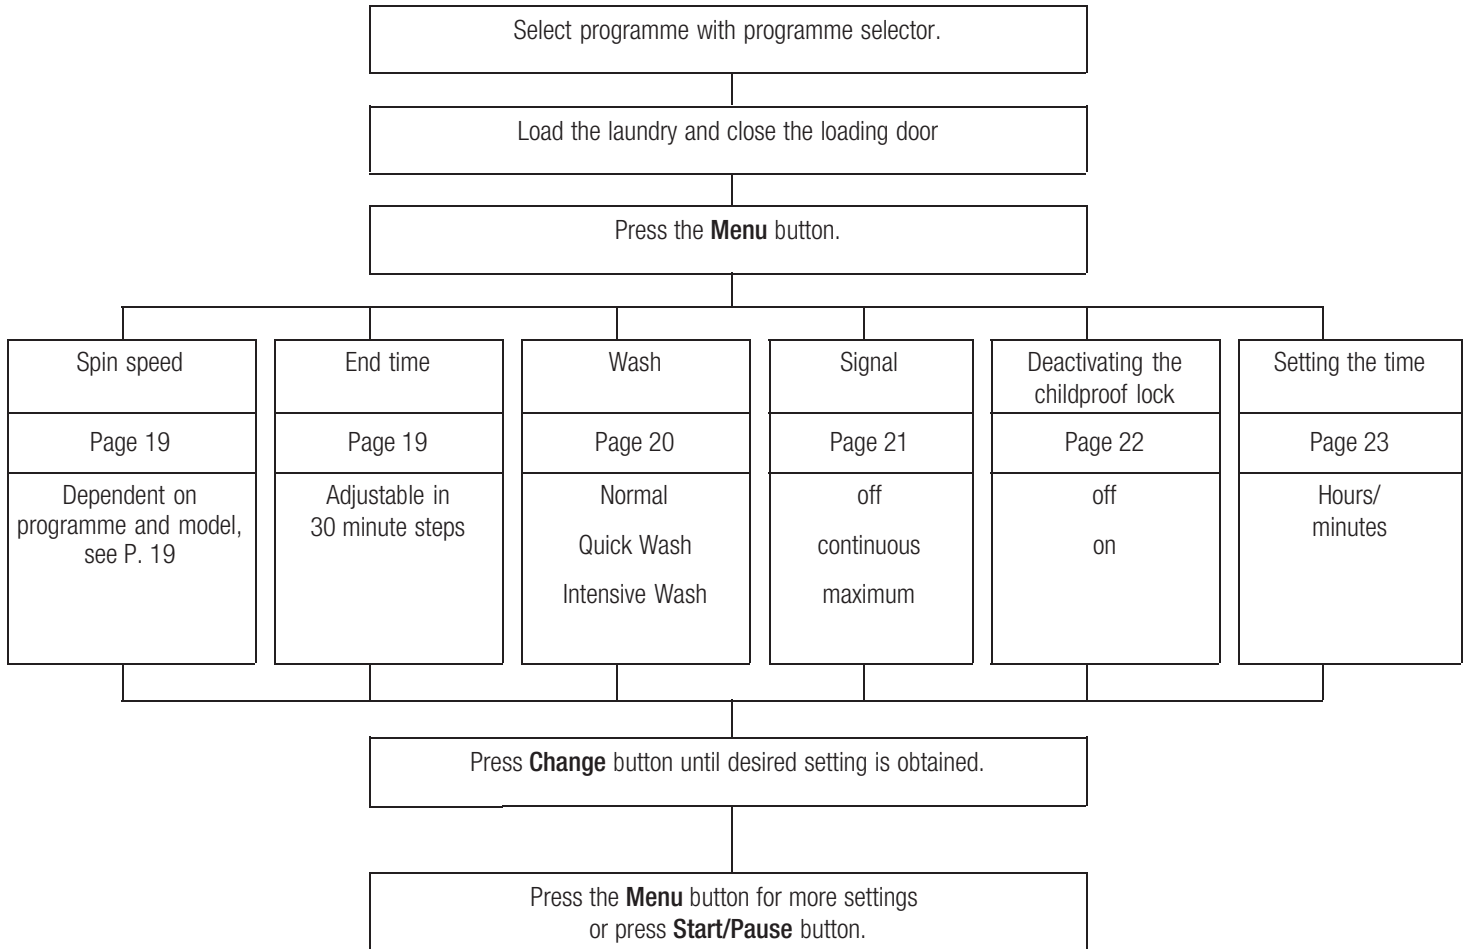 Select programme with programme selector.
Load the laundry and close the loading door
Press the Menu button.
Spin speed
Page 19
Dependent on
programme and model,
see P. 19
End time
Page 19
Adjustable in
30 minute steps
Wash
Page 20
Normal
Quick Wash
Intensive Wash
Signal
Page 21
off
continuous
maximum
Deactivating the
childproof lock
Page 22
off
on
Setting the time
Page 23
Hours/
minutes
Press Change button until desired setting is obtained.
Press the Menu button for more settings
or press Start/Pause button.